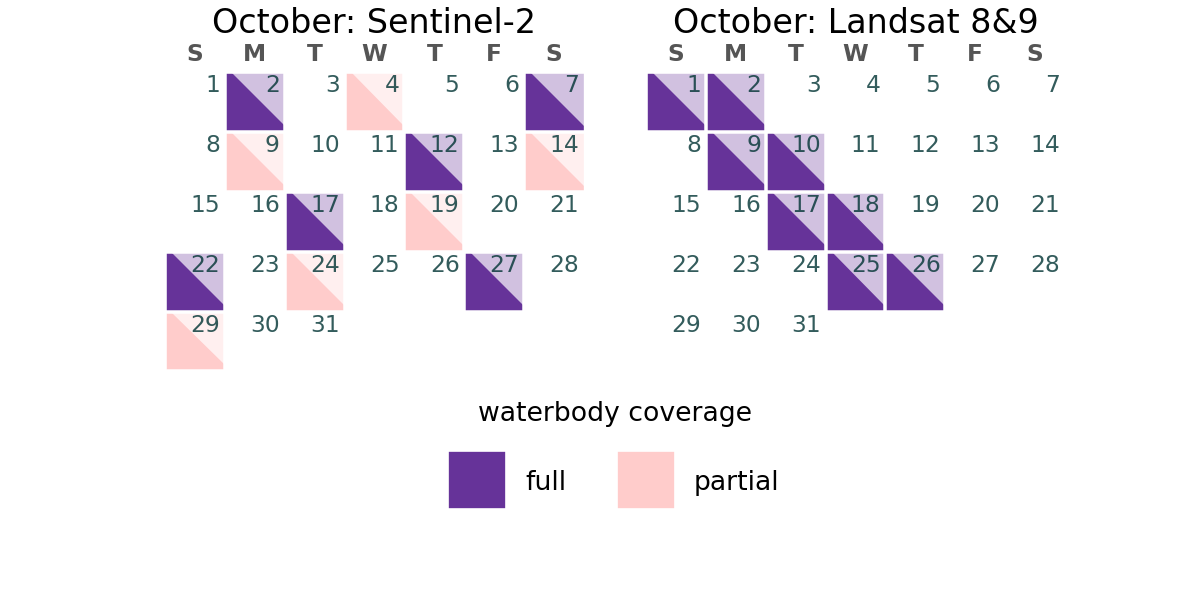 October: Sentinel-2
S M T W T F S
1 2 3 4 5 6 7
8 9 10 11 12 13 14
15 16 17 18 19 20 21
22 23 24 25 26 27 28
29 30 31
October: Landsat 8&9
S M T W T F S
1 2 3 4 5 6 7
8 9 10 11 12 13 14
15 16 17 18 19 20 21
22 23 24 25 26 27 28
29 30 31
waterbody coverage
full
partial